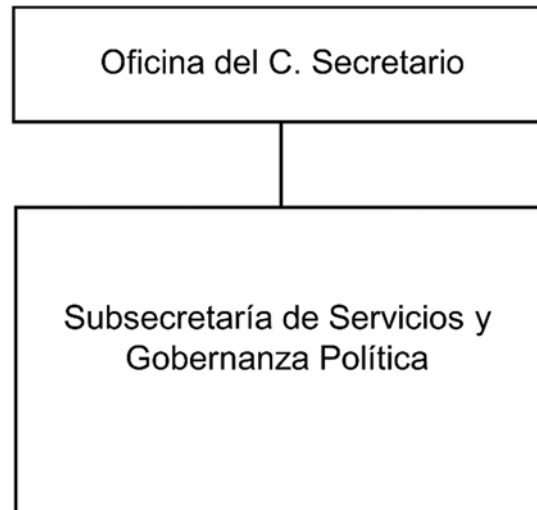 Oficina del C. Secretario
Subsecretaría de Servicios y
Gobernanza Política